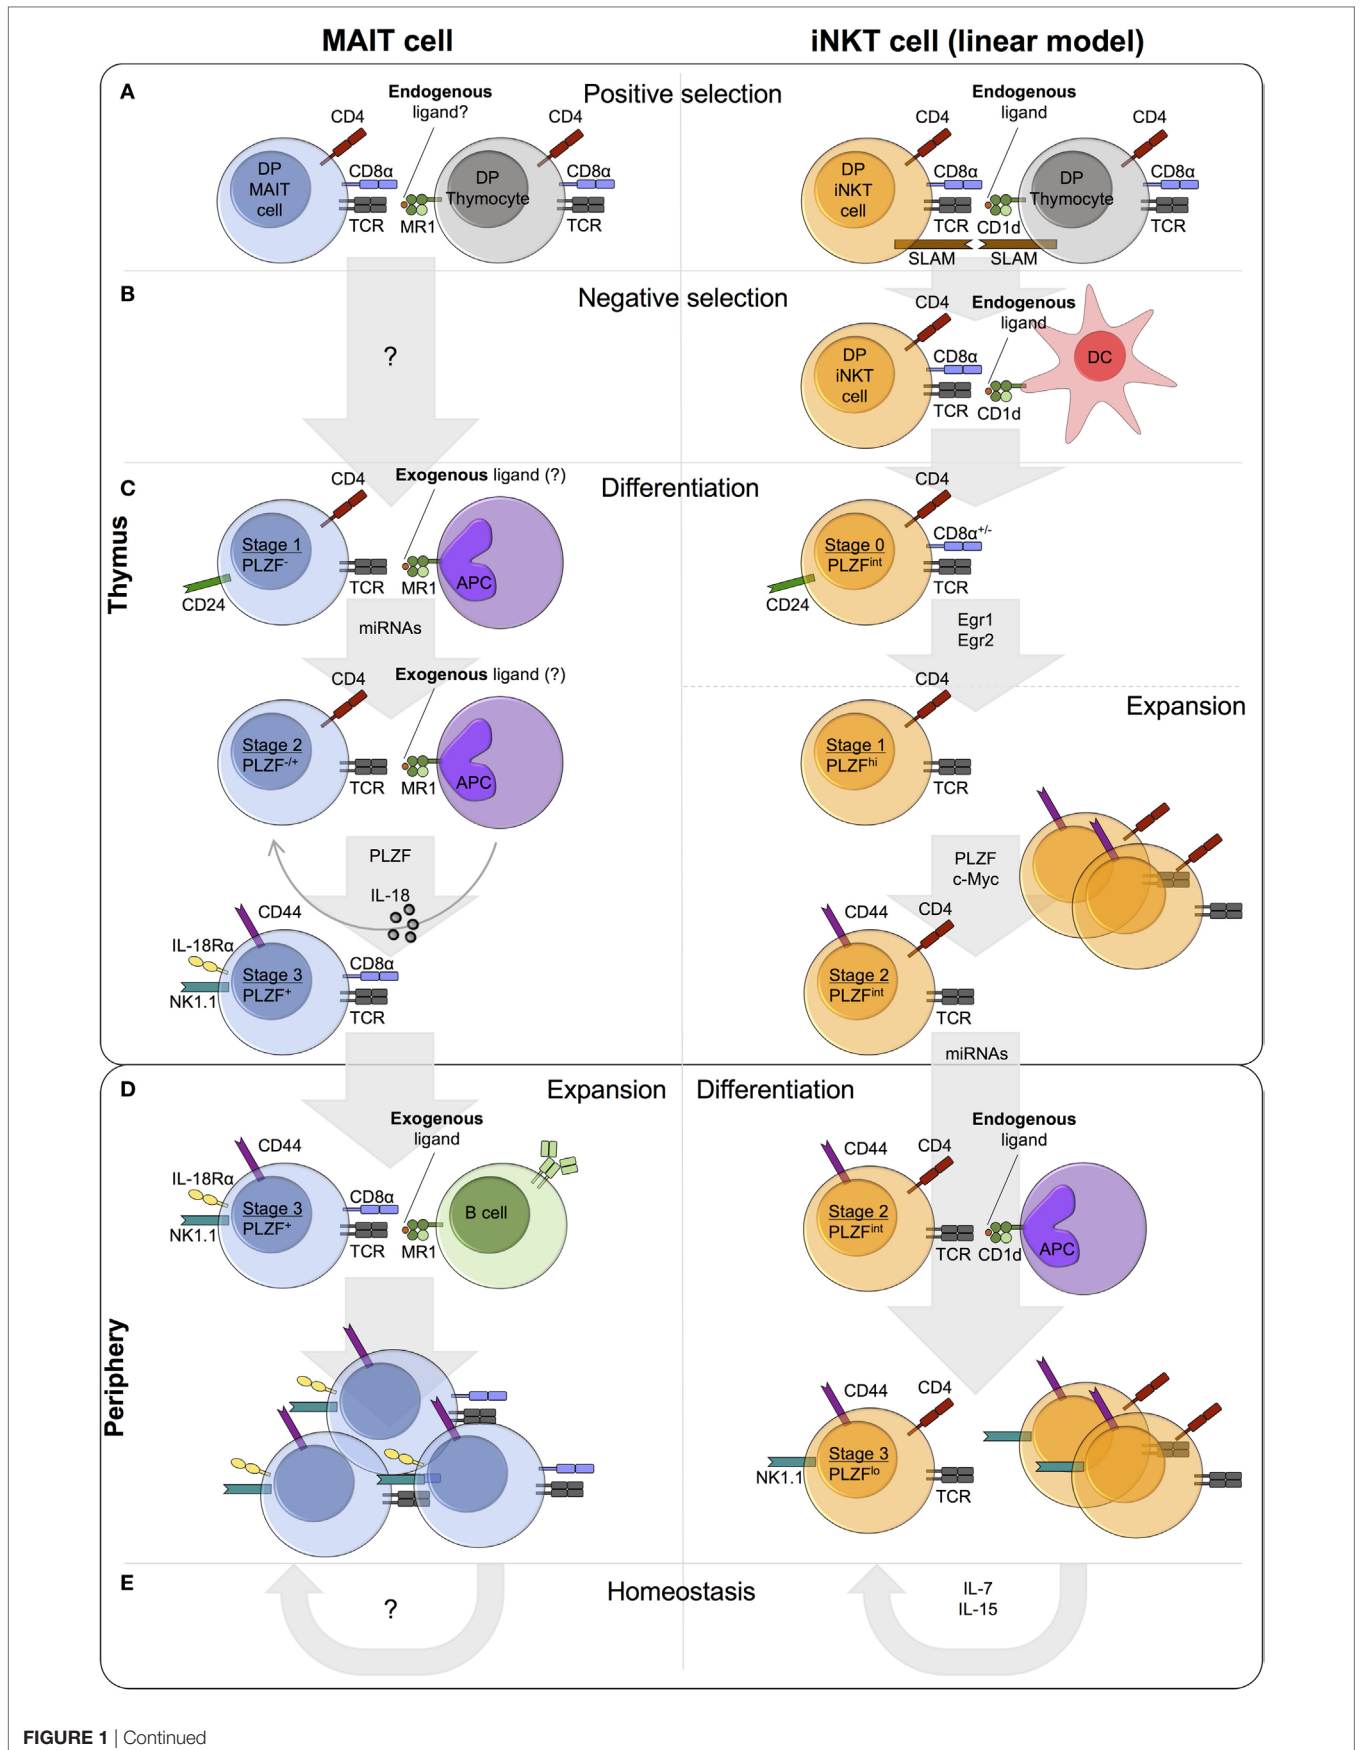 MAIT cell
iNKT cell (linear model)
A
Positive selection
Endogenous
ligand?
CD4
CD4
DP
MAIT
cell
CD8α
TCR
MR1
DP
Thymocyte
CD8α
TCR
Endogenous
ligand
CD4
CD4
DP
iNKT
cell
CD8α
TCR
CD1d
DP
Thymocyte
CD8α
TCR
SLAM
SLAM
B
Negative selection
?
CD4
Endogenous
ligand
DP
iNKT
cell
CD8α
TCR
CD1d
DC
Thymus
C
Differentiation
CD4
Exogenous ligand (?)
Stage 1
PLZF-
CD24
TCR
MR1
APC
miRNAs
CD4
Exogenous ligand (?)
Stage 2
PLZF-/+
TCR
MR1
APC
PLZF
IL-18
CD44
IL-18Rα
NK1.1
Stage 3
PLZF+
CD8α
TCR
CD4
Stage 0
PLZFint
CD8α+/-
TCR
CD24
Egr1
Egr2
Expansion
CD4
Stage 1
PLZFhi
TCR
PLZF
c-Myc
CD44
CD4
Stage 2
PLZFint
TCR
miRNAs
Periphery
D
Expansion
Differentiation
Exogenous
ligand
CD44
IL-18Rα
NK1.1
Stage 3
PLZF+
CD8α
TCR
MR1
B cell
Endogenous
ligand
CD44
CD4
Stage 2
PLZFint
TCR
CD1d
APC
CD44
CD4
NK1.1
Stage 3
PLZFlo
TCR
E
Homeostasis
?
IL-7
IL-15
FIGURE 1 | Continued